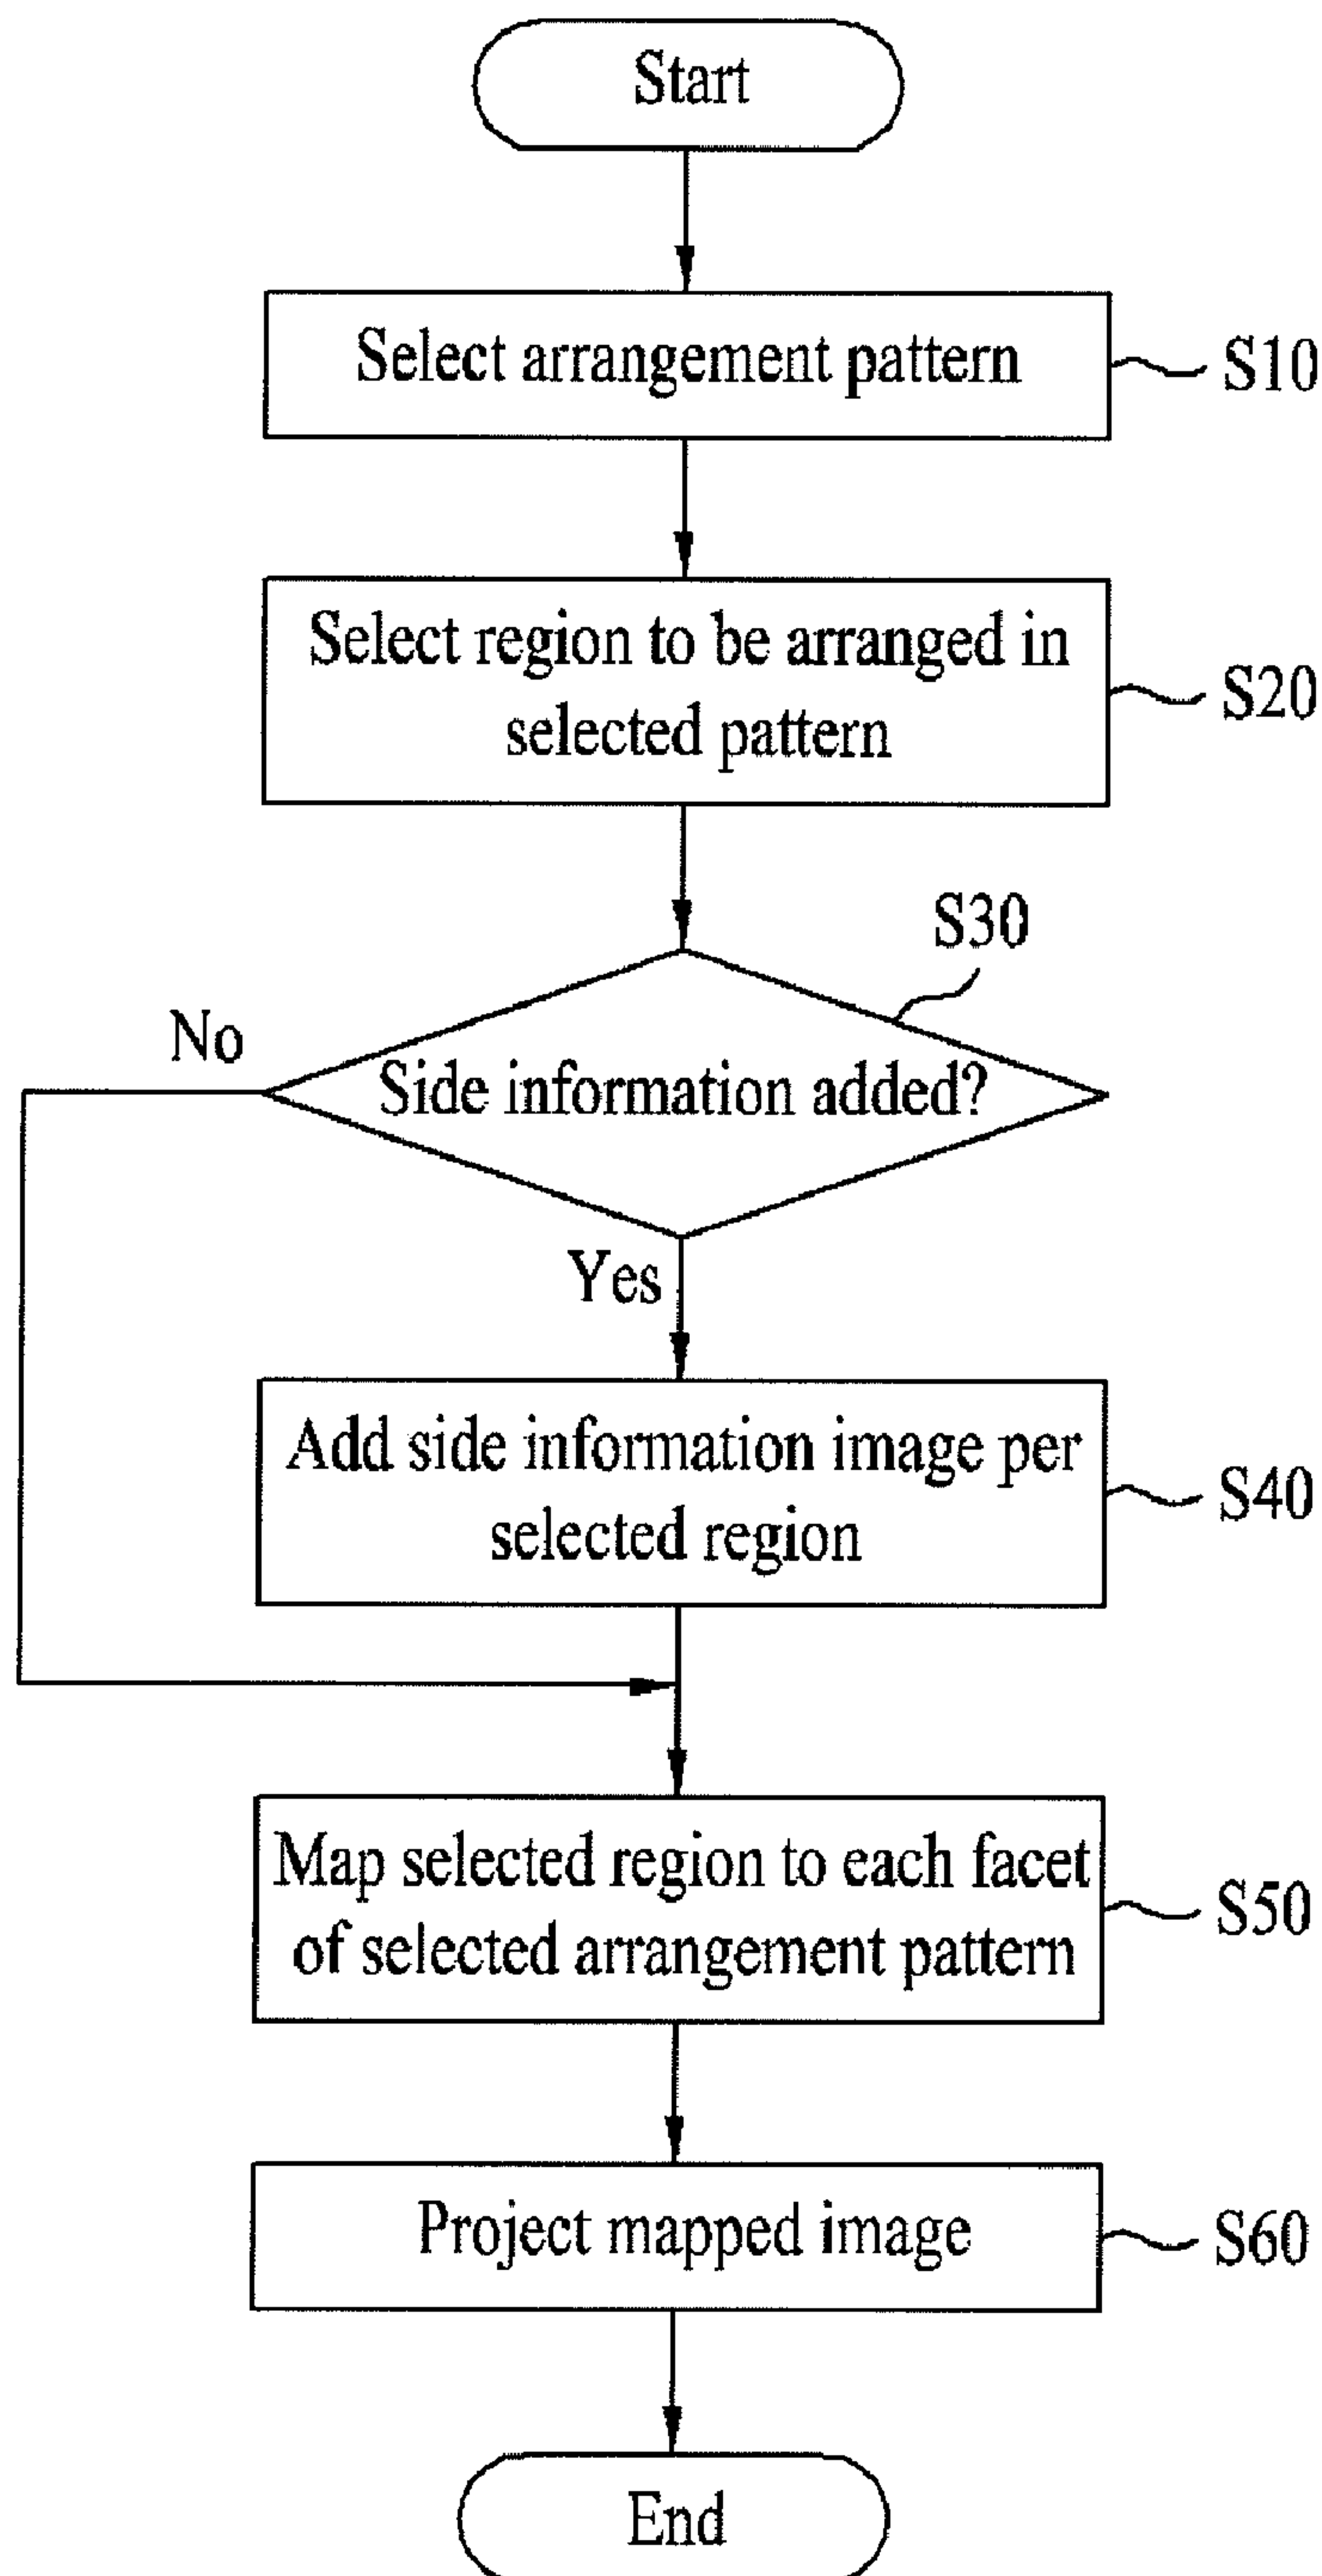 Start
Select arrangement pattern
S10
Select region to be arranged in
selected pattern
S20
S30
No
Side information added?
Yes
Add side information image per
selected region
S40
Map selected region to each facet
of selected arrangement pattern
S50
Project mapped image
S60
End